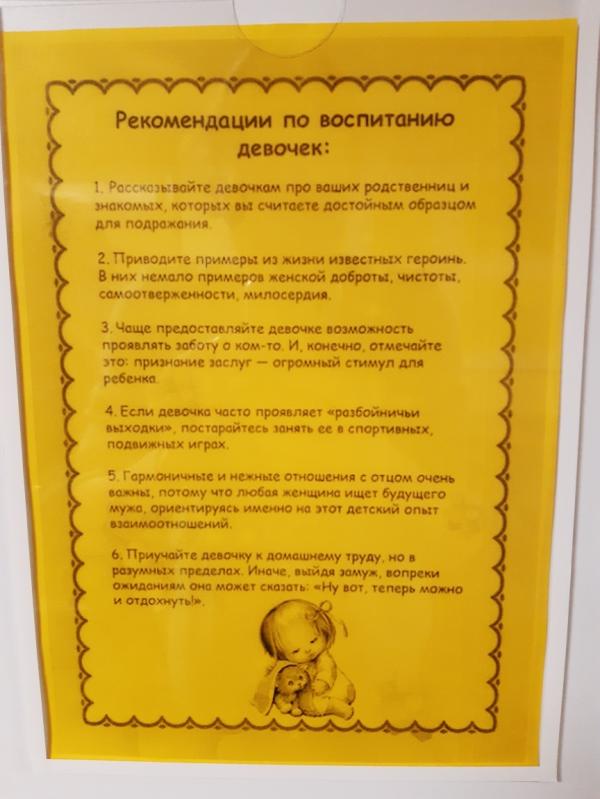 Рекомендации по воспитанию
девочек:
1. Рассказывайте девочкам про ваших родственниц и
знакомых, которых вы считаете достойным образцом
для подражания.
2. Приводите примеры из жизни известных героинь.
В них немало примеров женской доброты, чистоты,
самоотверженности, милосердия.
3. Чаще предоставляйте девочке возможность
проявлять заботу о ком-то. И, конечно, отмечайте
это: признание заслуг — огромный стимул для
ребенка.
4. Если девочка часто проявляет «разбойничьи
выходки», постарайтесь занять ее в спортивных,
подвижных играх.
5. Гармоничные и нежные отношения с отцом очень
важны, потому что любая женщина ищет будущего
мужа, ориентируясь именно на этот детский опыт
взаимоотношений.
6. Приучайте девочку к домашнему труду, но в
разумных пределах. Иначе, выйдя замуж, вопреки
ожиданиям она может сказать: «Ну вот, теперь можно
и отдохнуть!».